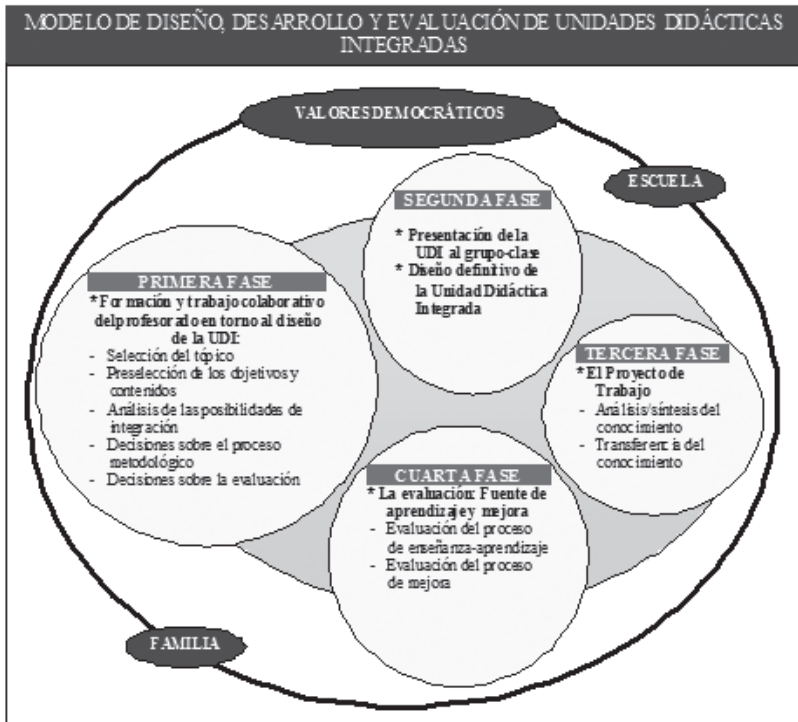 MODELO DE DISEÑO, DESARROLLO Y EVALUACIÓN DE UNIDADES DIDÁCTICAS
INTEGRADAS
VALORES DEMOCRÁTICOS
ESCUELA
SEGUNDA FASE
* Presentación de la
UDI al grupo-clase
* Diseño definitivo de
la Unidad Didáctica
Integrada
PRIMERA FASE
*Formación y trabajo colaborativo
del profesorado en torno al diseño
de la UDI:
- Selección del tópico
- Preselección de los objetivos y
contenidos
- Análisis de las posibilidades de
integración
- Decisiones sobre el proceso
metodológico
- Decisiones sobre la evaluación
TERCERA FASE
* El Proyecto de
Trabajo
- Análisis/síntesis del
conocimiento
- Transferencia del
conocimiento
CUARTA FASE
* La evaluación: Fuente de
aprendizaje y mejora
- Evaluación del proceso
de enseñanza-aprendizaje
- Evaluación del proceso
de mejora
FAMILIA